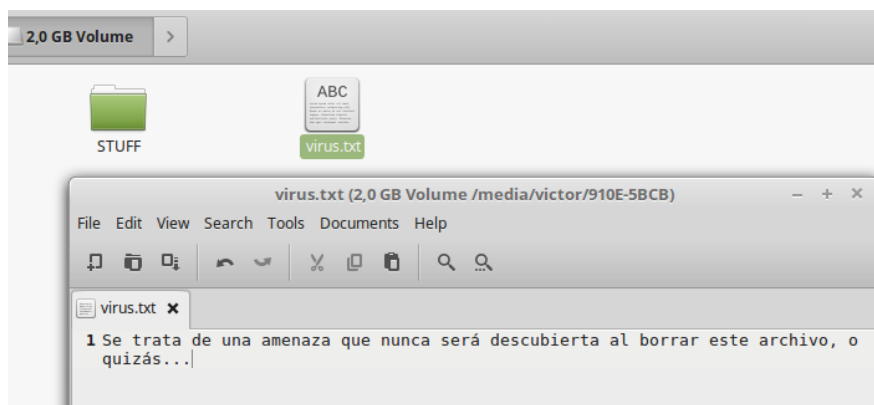 2,0 GB Volume
ABC
STUFF
virus.txt
virus.txt (2,0 GB Volume /media/victor/910E-5BCB)
File Edit View Search Tools Documents Help
virus.txt
1 Se trata de una amenaza que nunca será descubierta al borrar este archivo, o
quizás...